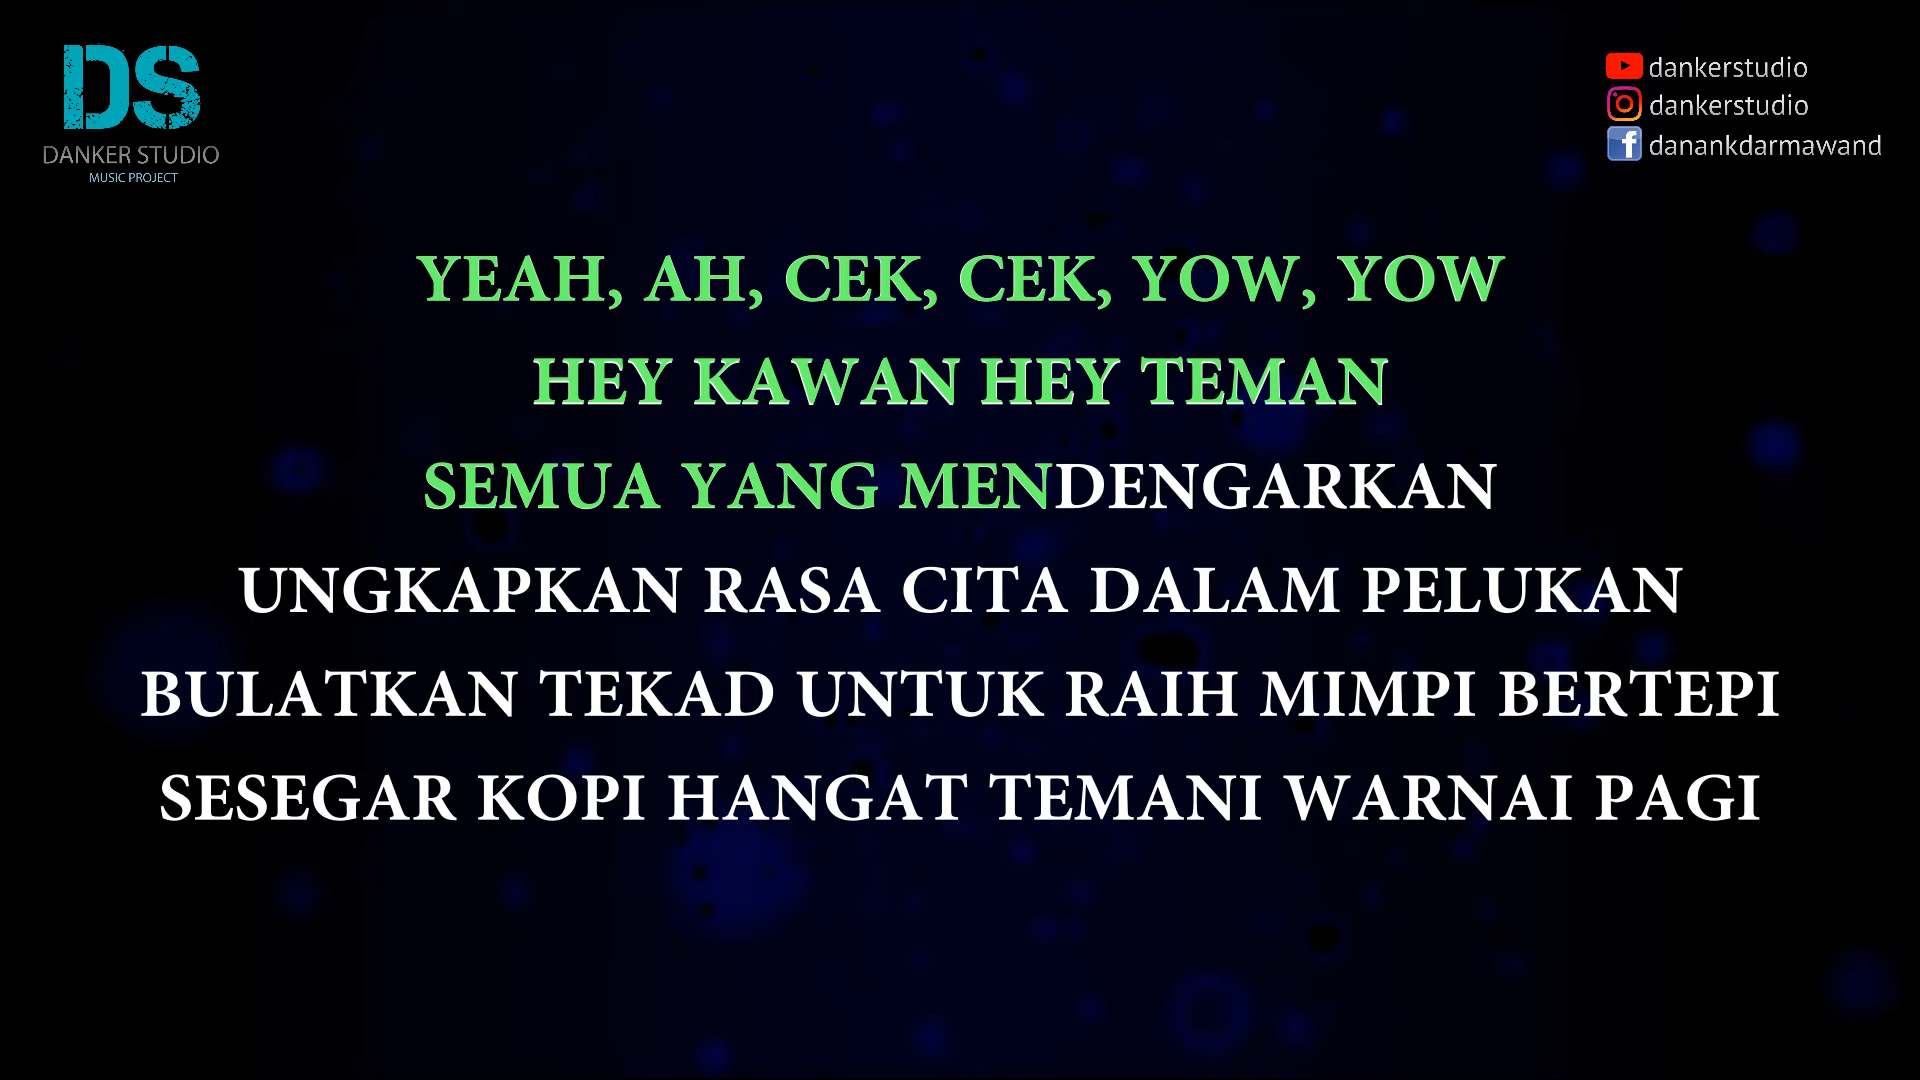 DS
DANKER STUDIO
MUSIC PROJECT
dankerstudio
dankerstudio
danankdarmawand
YEAH, AH, CEK, CEK, YOW, YOW
HEY KAWAN HEY TEMAN
SEMUA YANG MENDENGARKAN
UNGKAPKAN RASA CITA DALAM PELUKAN
BULATKAN TEKAD UNTUK RAIH MIMPI BERTEPI
SESEGAR KOPI HANGAT TEMANI WARNAI PAGI